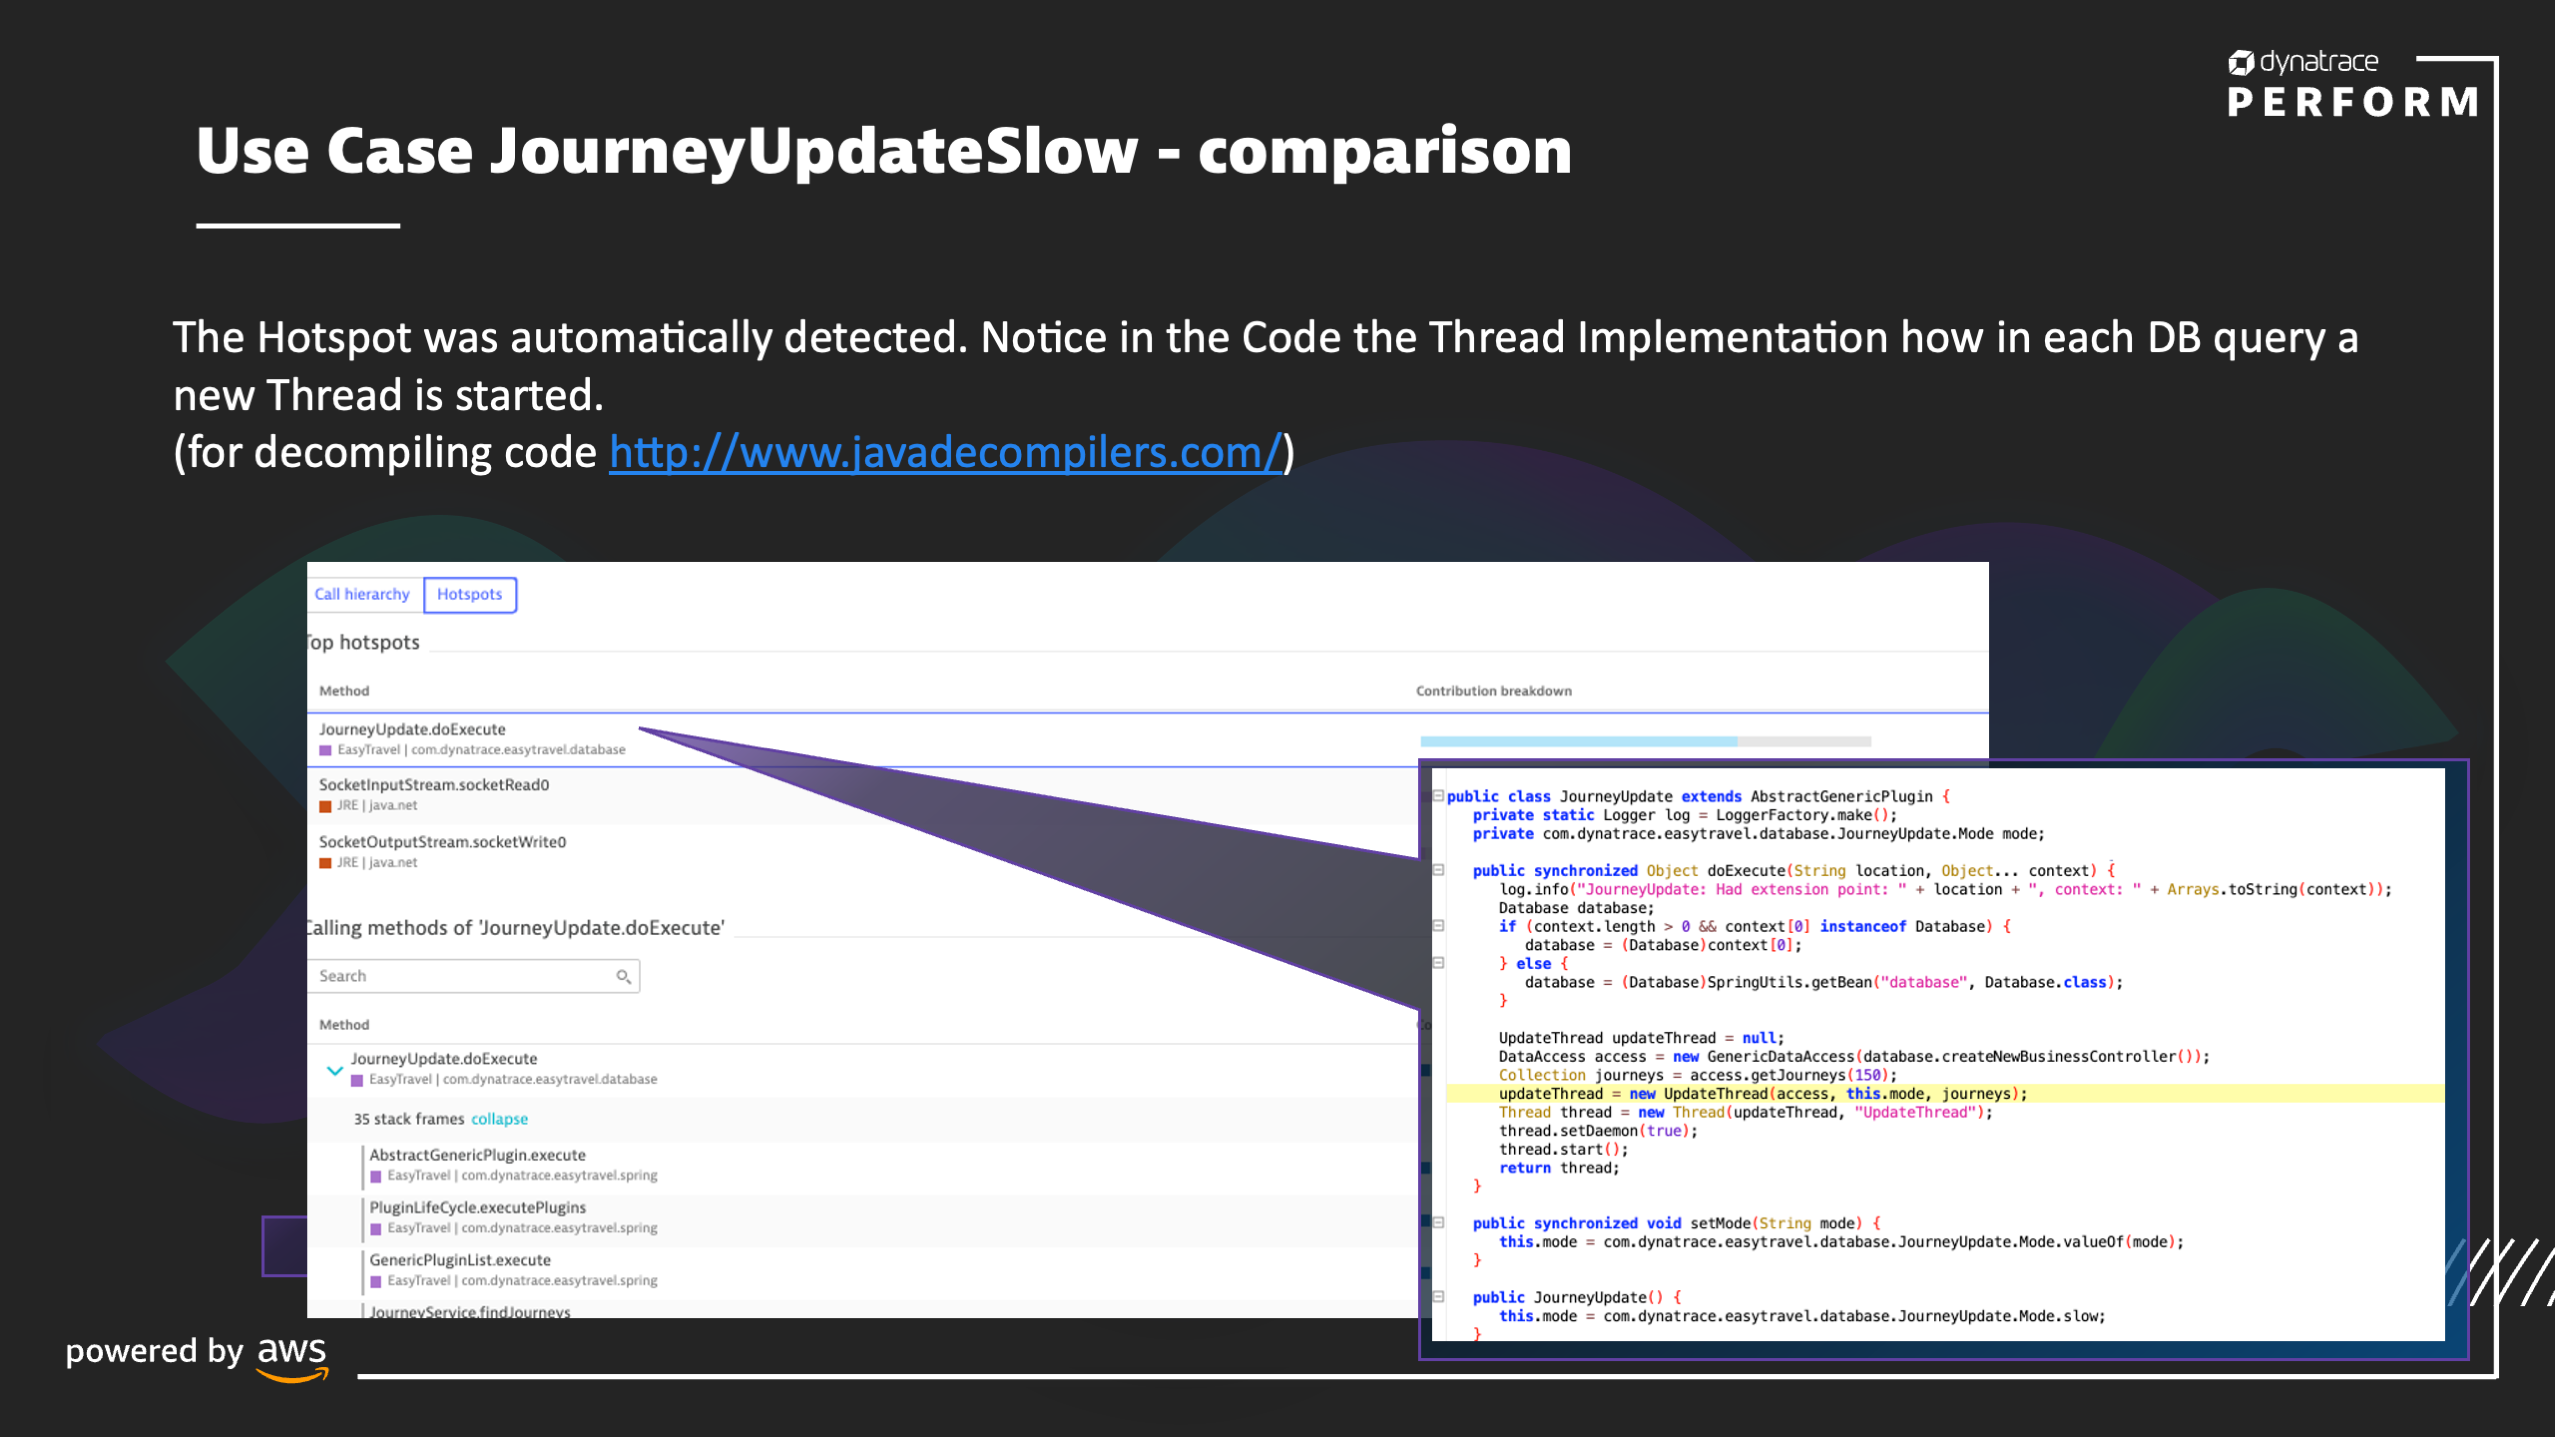 dynatrace
PERFORM
Use Case JourneyUpdateSlow - comparison
The Hotspot was automatically detected. Notice in the Code the Thread Implementation how in each DB query a
new Thread is started.
(for decompiling code http://www.javadecompilers.com/)
Call hierarchy Hotspots
Top hotspots
Method Contribution breakdown
JourneyUpdate.doExecute
EasyTravel | com.dynatrace.easytravel.database
SocketInputStream.socketRead0
JRE | java.net
SocketOutputStream.socketWrite0
JRE | java.net
Calling methods of 'JourneyUpdate.doExecute'
Search
Method
JourneyUpdate.doExecute
EasyTravel | com.dynatrace.easytravel.database
35 stack frames collapse
AbstractGenericPlugin.execute
EasyTravel | com.dynatrace.easytravel.spring
PluginLifeCycle.executePlugins
EasyTravel | com.dynatrace.easytravel.spring
GenericPluginList.execute
EasyTravel | com.dynatrace.easytravel.spring
JourneyService.findJourneys
public class JourneyUpdate extends AbstractGenericPlugin {
private static Logger log = LoggerFactory.make();
private com.dynatrace.easytravel.database.JourneyUpdate.Mode mode;
public synchronized Object doExecute(String location, Object... context) {
log.info("JourneyUpdate: Had extension point: " + location + ", context: " + Arrays.toString(context));
Database database;
if (context.length > 0 && context[0] instanceof Database) {
database = (Database)context[0];
} else {
database = (Database)SpringUtils.getBean("database", Database.class);
}
UpdateThread updateThread = null;
DataAccess access = new GenericDataAccess(database.createNewBusinessController());
Collection journeys = access.getJourneys(150);
updateThread = new UpdateThread(access, this.mode, journeys);
Thread thread = new Thread(updateThread, "UpdateThread");
thread.setDaemon(true);
thread.start();
return thread;
}
public synchronized void setMode(String mode) {
this.mode = com.dynatrace.easytravel.database.JourneyUpdate.Mode.valueOf(mode);
}
public JourneyUpdate() {
this.mode = com.dynatrace.easytravel.database.JourneyUpdate.Mode.slow;
}
powered by aws